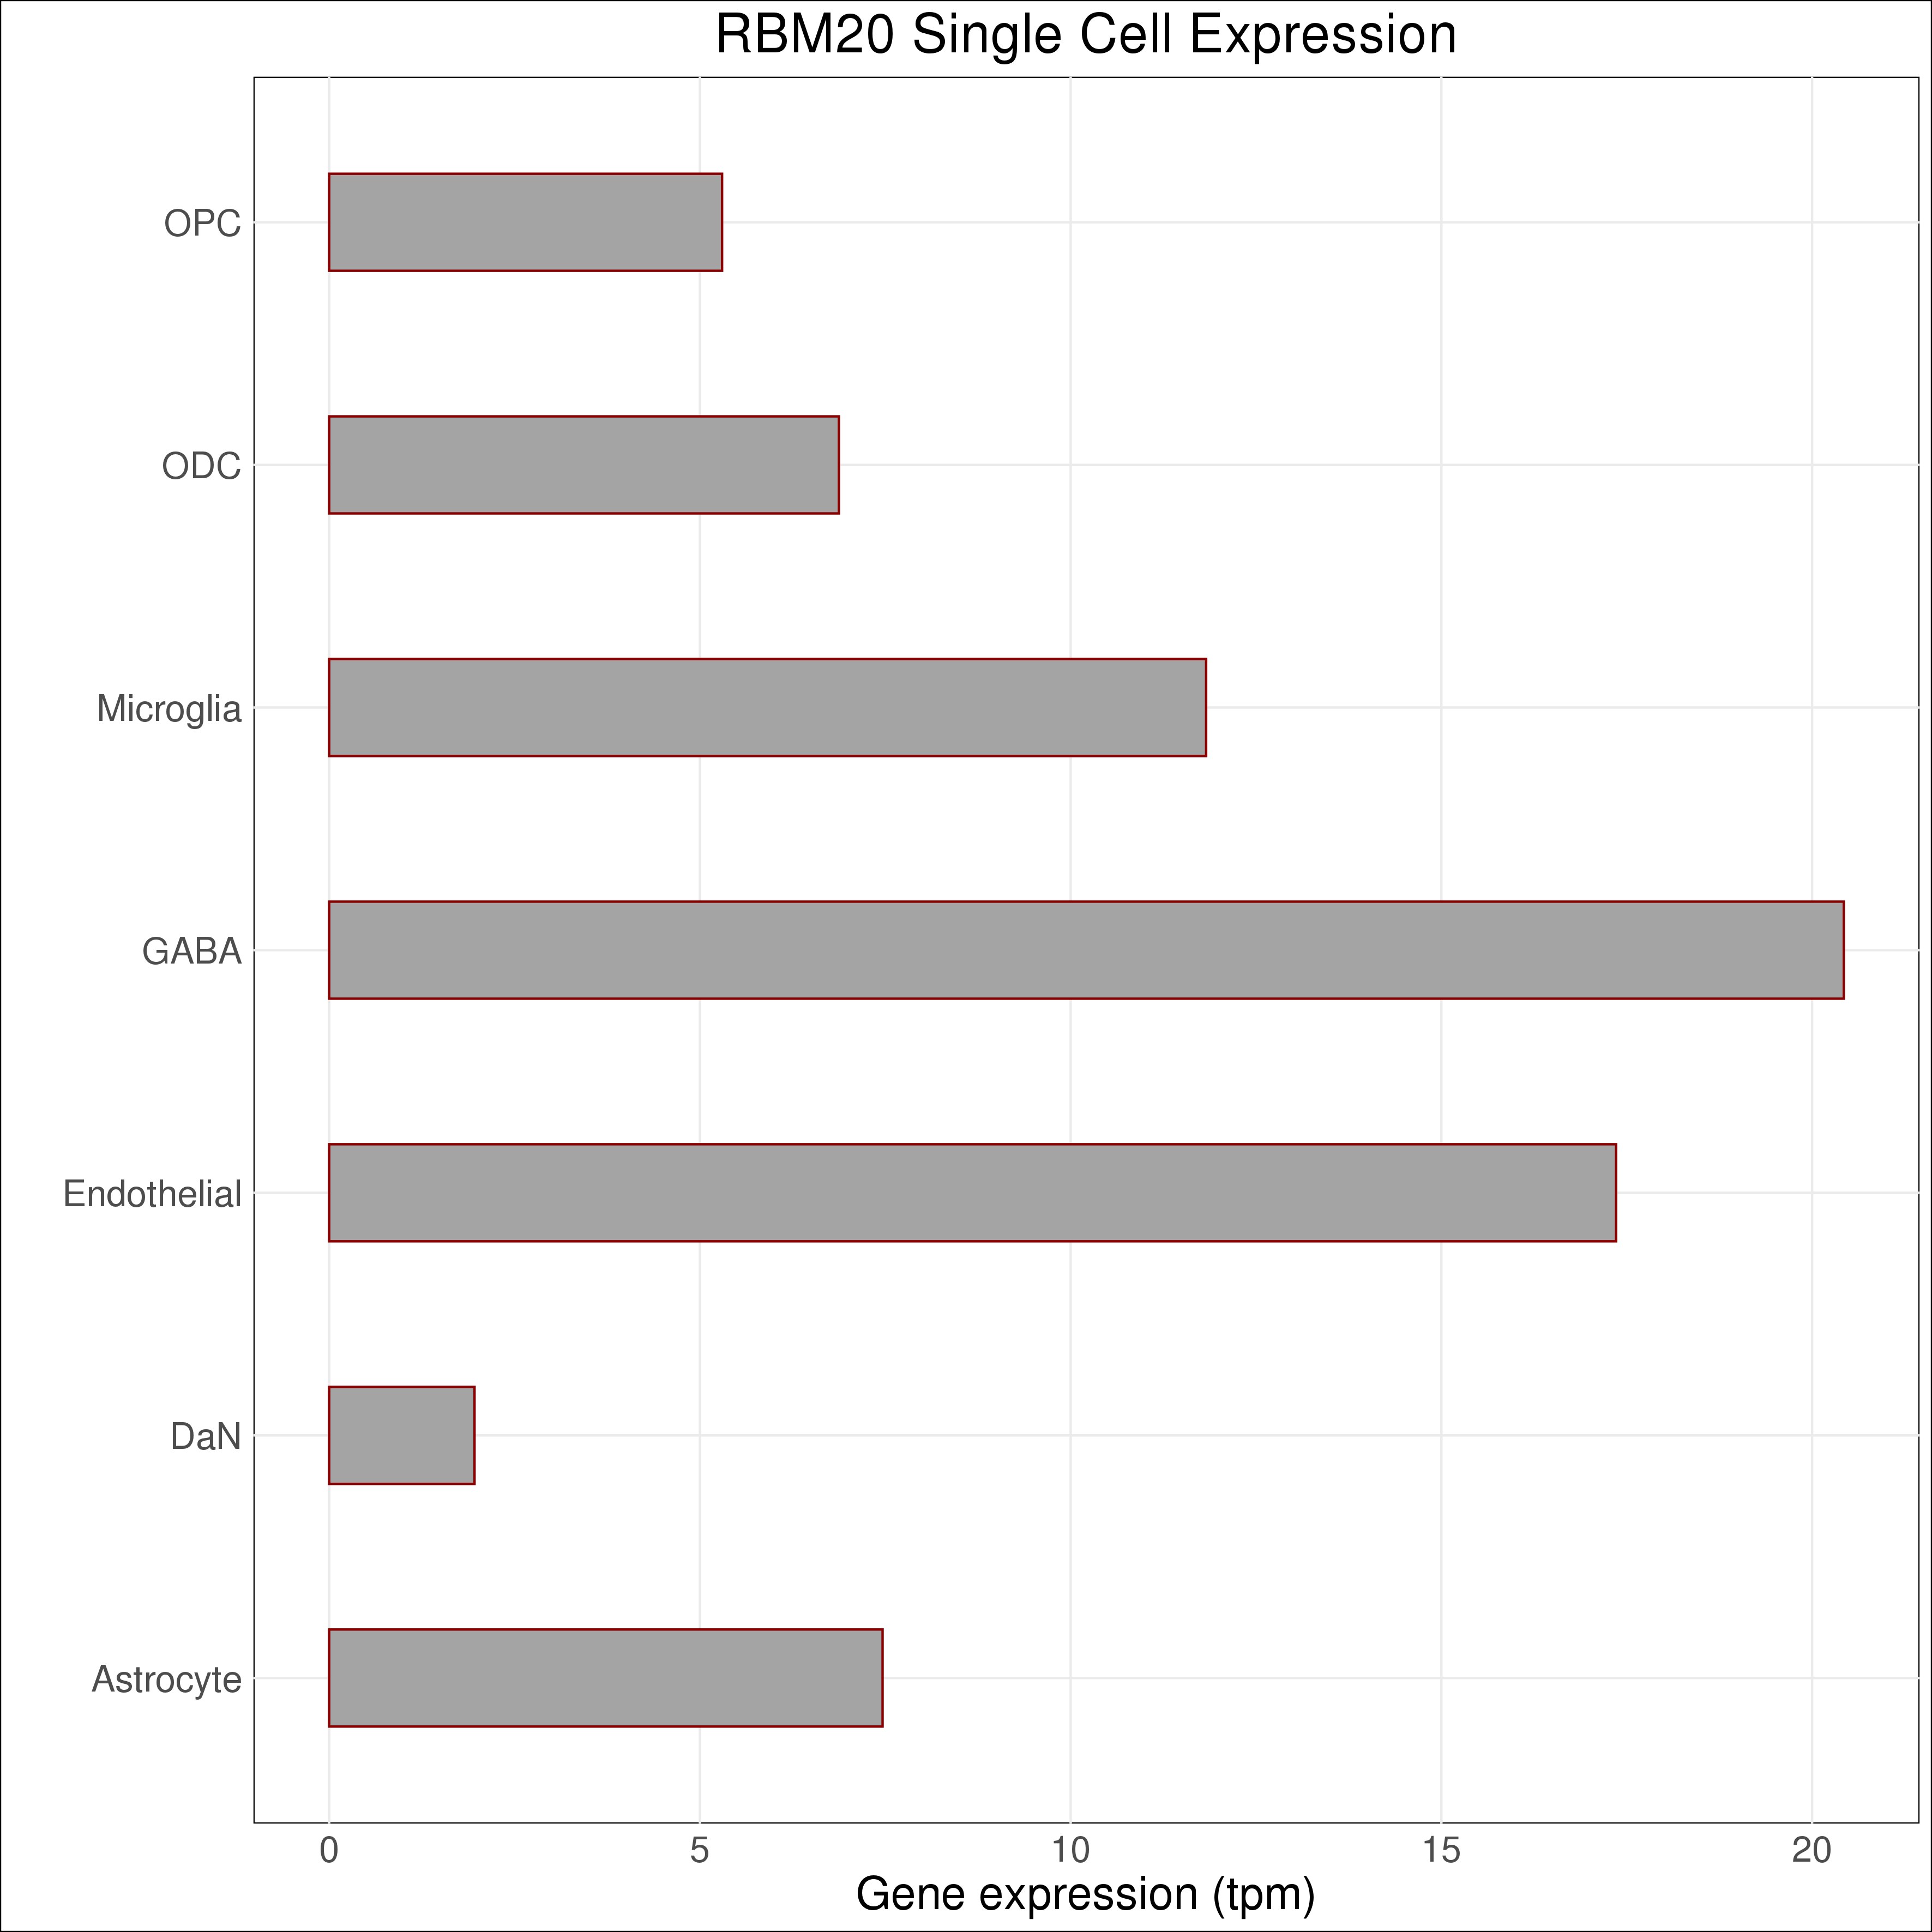 RBM20 Single Cell Expression
OPC
ODC
Microglia
GABA
Endothelial
DaN
Astrocyte
0 5 10 15 20
Gene expression (tpm)